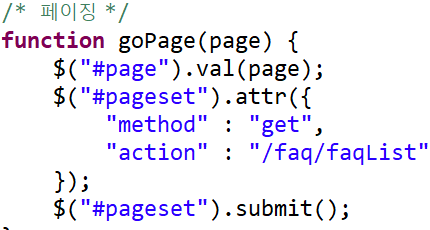 /* 페이징 */
function goPage(page) {
    $("#page").val(page);
    $("#pageset").attr({
        "method" : "get",
        "action" : "/faq/faqList"
    });
    $("#pageset").submit();